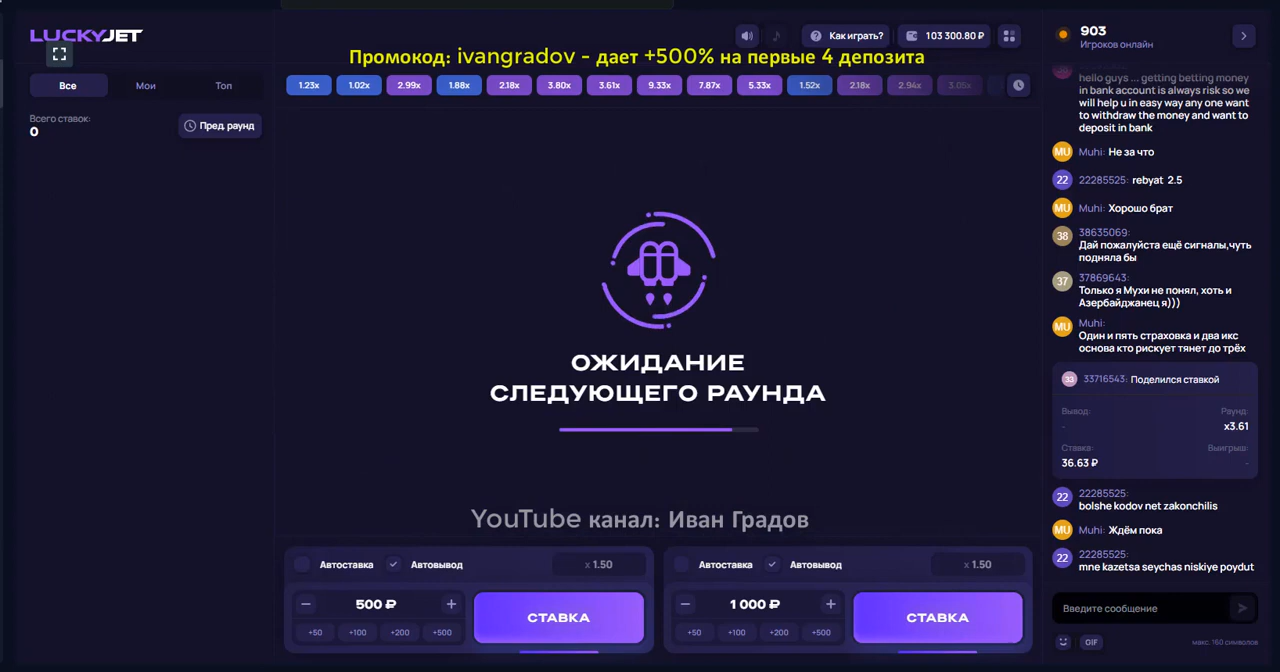 LUCKYJET
Как играть?
103 300.80 ₽
Промокод: ivangradov - дает +500% на первые 4 депозита
1.23x 1.02x 2.99x 1.88x 2.18x 3.80x 3.61x 9.33x 7.87x 5.33x 1.52x 2.18x 2.94x 3.05x
Все Мои Топ
Всего ставок:
0
Пред. раунд
ОЖИДАНИЕ
СЛЕДУЮЩЕГО РАУНДА
YouTube канал: Иван Градов
Автоставка Автовывод x 1.50
500 ₽
+50 +100 +200 +500
СТАВКА
Автоставка Автовывод x 1.50
1 000 ₽
+50 +100 +200 +500
СТАВКА
903
Игроков онлайн
hello guys ... getting betting money
in bank account is always risk so we
will help u in easy way any one want
to withdraw the money and want to
deposit in bank
MU Muhi: Не за что
22 22285525: rebyat 2.5
MU Muhi: Хорошо брат
38 38635069:
Дай пожалуйста ещё сигналы,чуть
подняла бы
37 37869643:
Только я Мухи не понял, хоть и
Азербайджанец я)))
MU Muhi:
Один и пять страховка и два икс
основа кто рискует тянет до трёх
33 33716543: Поделился ставкой
Вывод: Раунд:
- x3.61
Ставка: Выигрыш:
36.63 ₽ -
22 22285525:
bolshe kodov net zakonchilis
MU Muhi: Ждём пока
22 22285525:
mne kazetsa seychas niskiye poydut
Введите сообщение
GIF
макс. 160 символов